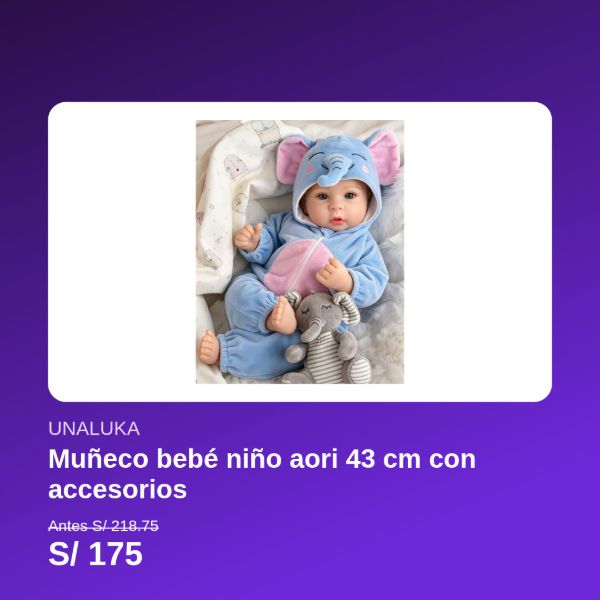 UNALUKA
Muñeco bebé niño aori 43 cm con
accesorios
Antes S/ 218.75
S/ 175